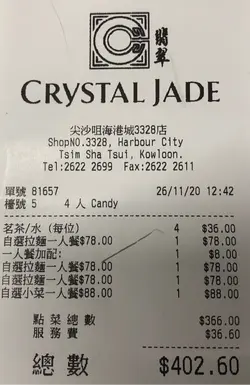 翡翠
CRYSTAL JADE
尖沙咀海港城3328店
ShopNO.3328, Harbour City
Tsim Sha Tsui, Kowloon.
Tel:2622 2699 Fax:2622 2611
單號 81657 26/11/20 12:42
檯號 5 4 人 Candy
茗茶/水 (每位) 4 $36.00
自選拉麵一人餐$78.00 1 $78.00
一人餐加配: 1 $8.00
自選拉麵一人餐$78.00 1 $78.00
自選拉麵一人餐$78.00 1 $78.00
自選小菜一人餐$88.00 1 $88.00
點菜總數 $366.00
服務費 $36.60
總數 $402.60